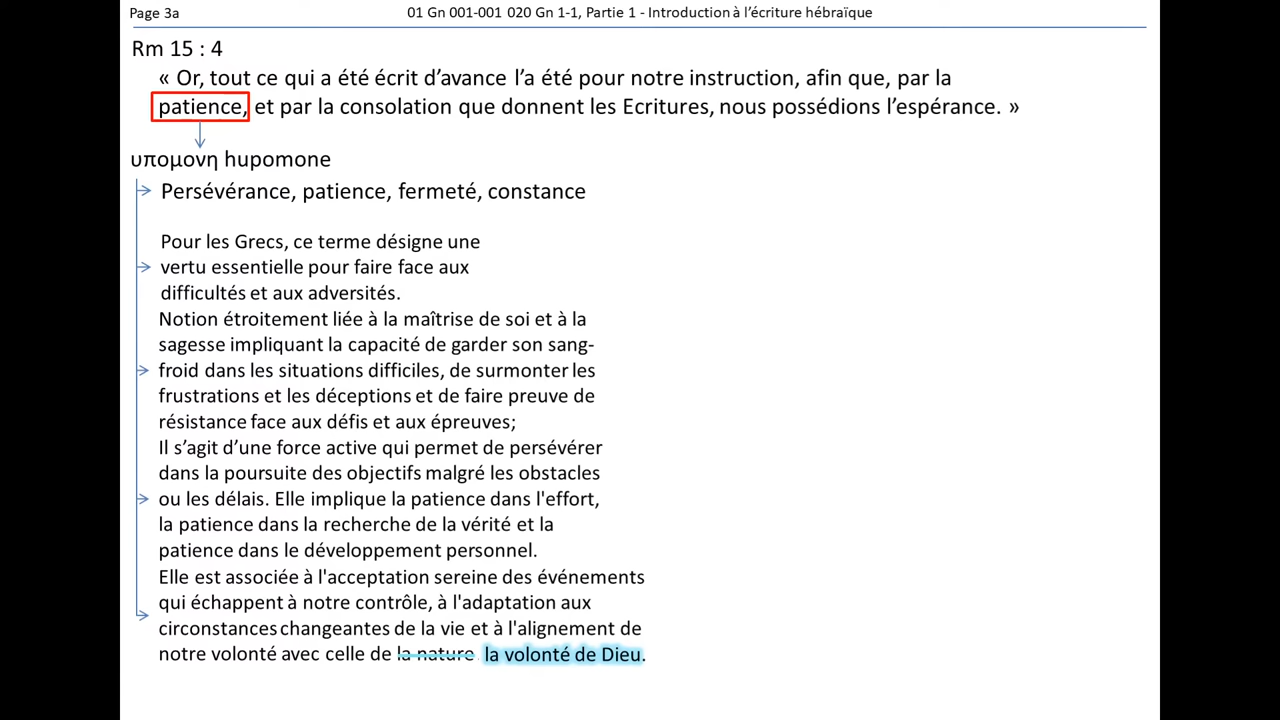 Page 3a
01 Gn 001-001 020 Gn 1-1, Partie 1 - Introduction à l’écriture hébraïque
Rm 15 : 4
« Or, tout ce qui a été écrit d’avance l’a été pour notre instruction, afin que, par la
patience, et par la consolation que donnent les Ecritures, nous possédions l’espérance. »
υπομονη hupomone
Persévérance, patience, fermeté, constance
Pour les Grecs, ce terme désigne une
vertu essentielle pour faire face aux
difficultés et aux adversités.
Notion étroitement liée à la maîtrise de soi et à la
sagesse impliquant la capacité de garder son sang-
froid dans les situations difficiles, de surmonter les
frustrations et les déceptions et de faire preuve de
résistance face aux défis et aux épreuves;
Il s’agit d’une force active qui permet de persévérer
dans la poursuite des objectifs malgré les obstacles
ou les délais. Elle implique la patience dans l'effort,
la patience dans la recherche de la vérité et la
patience dans le développement personnel.
Elle est associée à l'acceptation sereine des événements
qui échappent à notre contrôle, à l'adaptation aux
circonstances changeantes de la vie et à l'alignement de
notre volonté avec celle de la nature la volonté de Dieu.